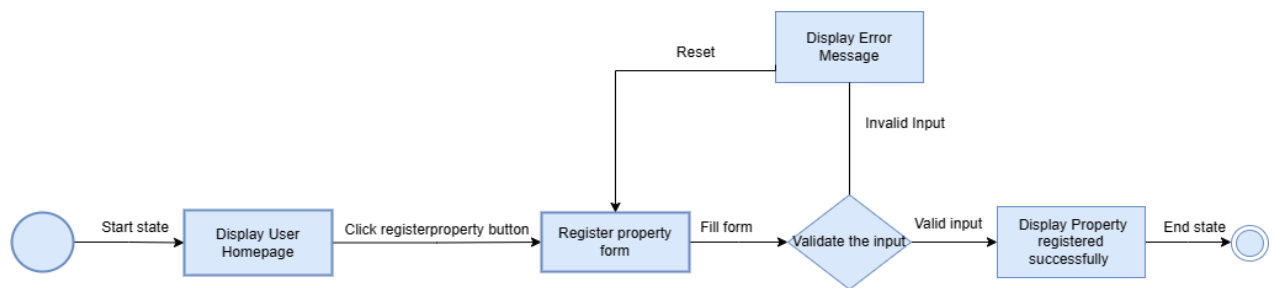 Display Error
Message
Reset
Invalid Input
Start state
Display User
Homepage
Click registerproperty button
Register property
form
Fill form
Validate the input
Valid input
Display Property
registered
successfully
End state